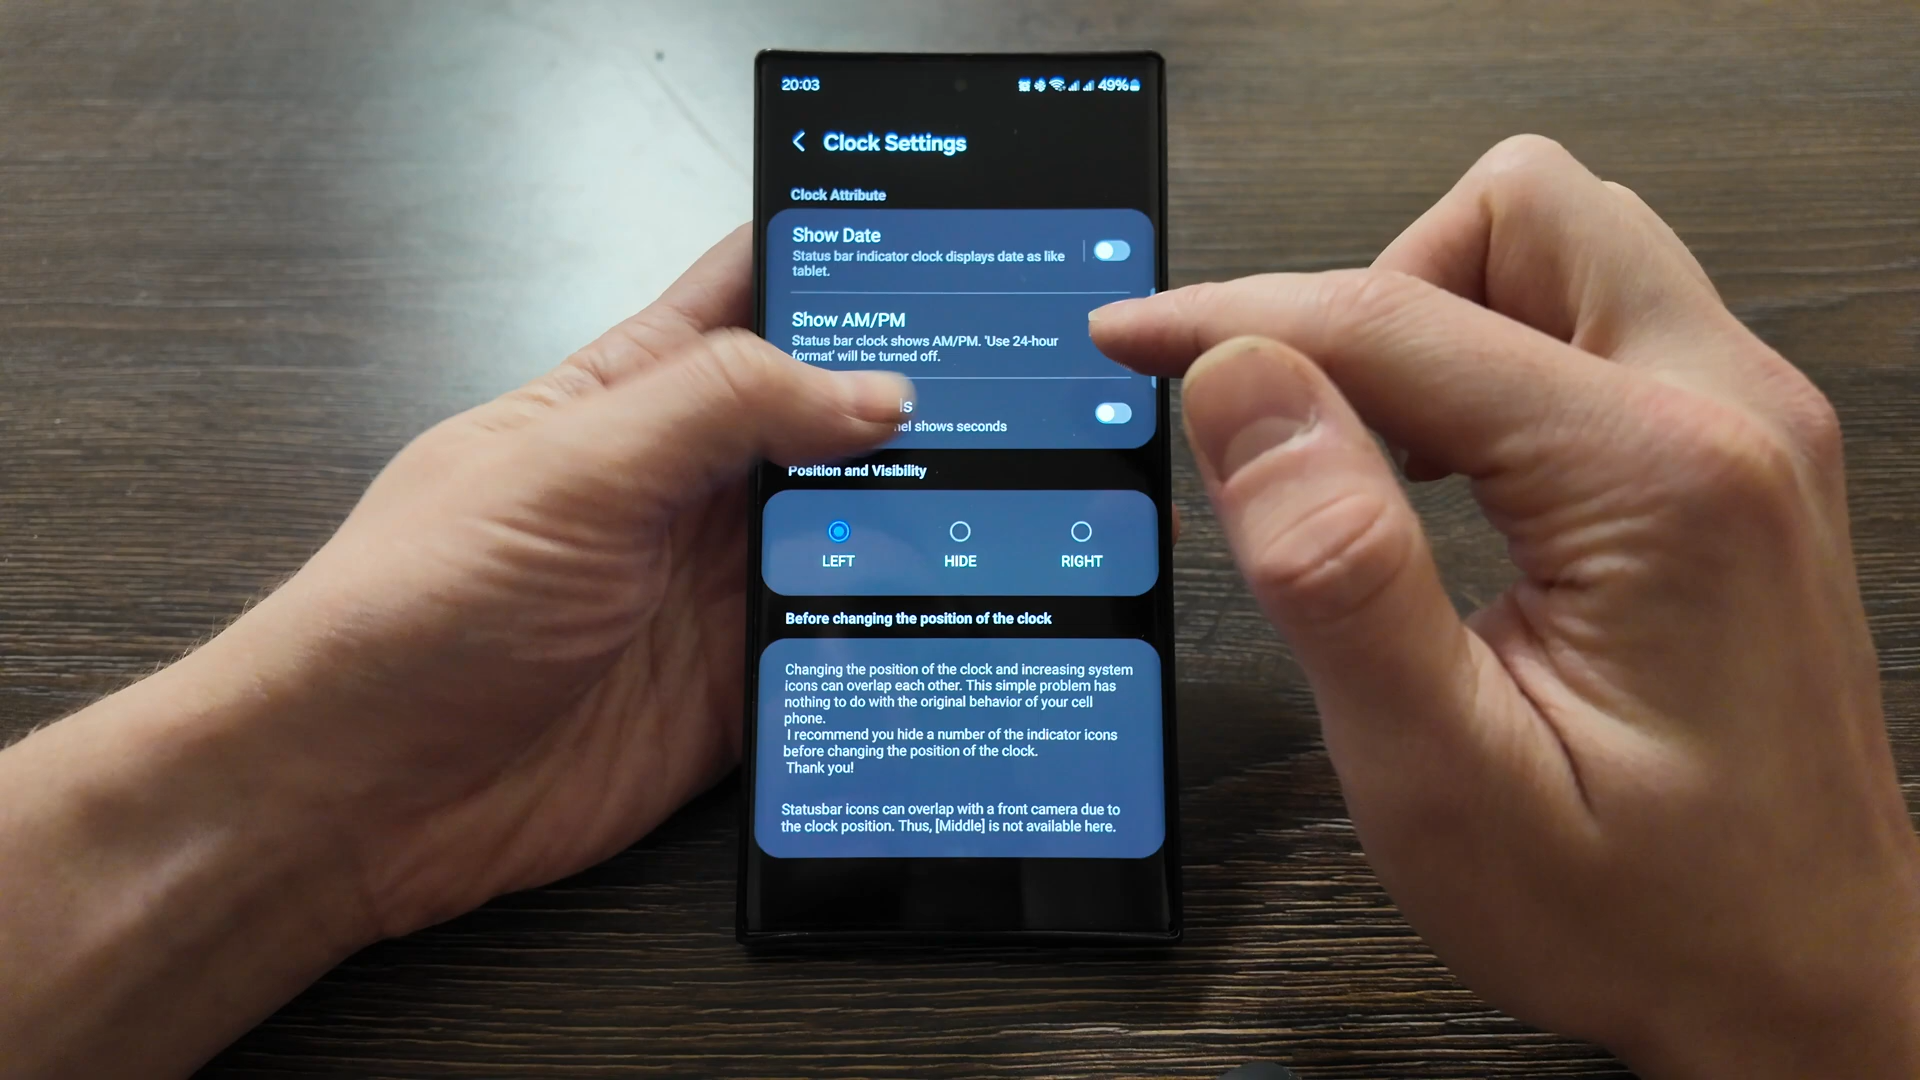 20:03 49%
Clock Settings
Clock Attribute
Show Date
Status bar indicator clock displays date as like
tablet.
Show AM/PM
Status bar clock shows AM/PM. 'Use 24-hour
format' will be turned off.
shows seconds
Position and Visibility
LEFT HIDE RIGHT
Before changing the position of the clock
Changing the position of the clock and increasing system
icons can overlap each other. This simple problem has
nothing to do with the original behavior of your cell
phone.
I recommend you hide a number of the indicator icons
before changing the position of the clock.
Thank you!
Statusbar icons can overlap with a front camera due to
the clock position. Thus, [Middle] is not available here.